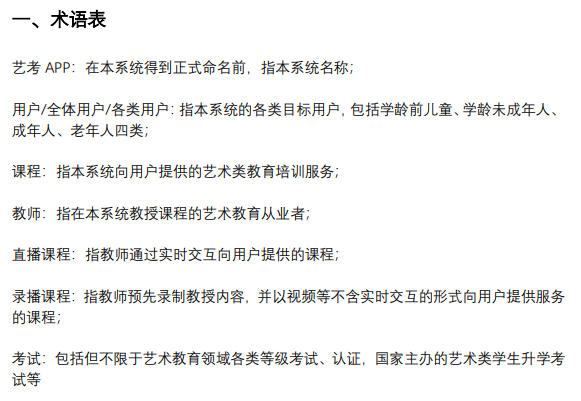 一、术语表
艺考 APP：在本系统得到正式命名前，指本系统名称；
用户/全体用户/各类用户：指本系统的各类目标用户，包括学龄前儿童、学龄未成年人、
成年人、老年人四类；
课程：指本系统向用户提供的艺术类教育培训服务；
教师：指在本系统教授课程的艺术教育从业者；
直播课程：指教师通过实时交互向用户提供的课程；
录播课程：指教师预先录制教授内容，并以视频等不含实时交互的形式向用户提供服务
的课程；
考试：包括但不限于艺术教育领域各类等级考试、认证，国家主办的艺术类学生升学考
试等